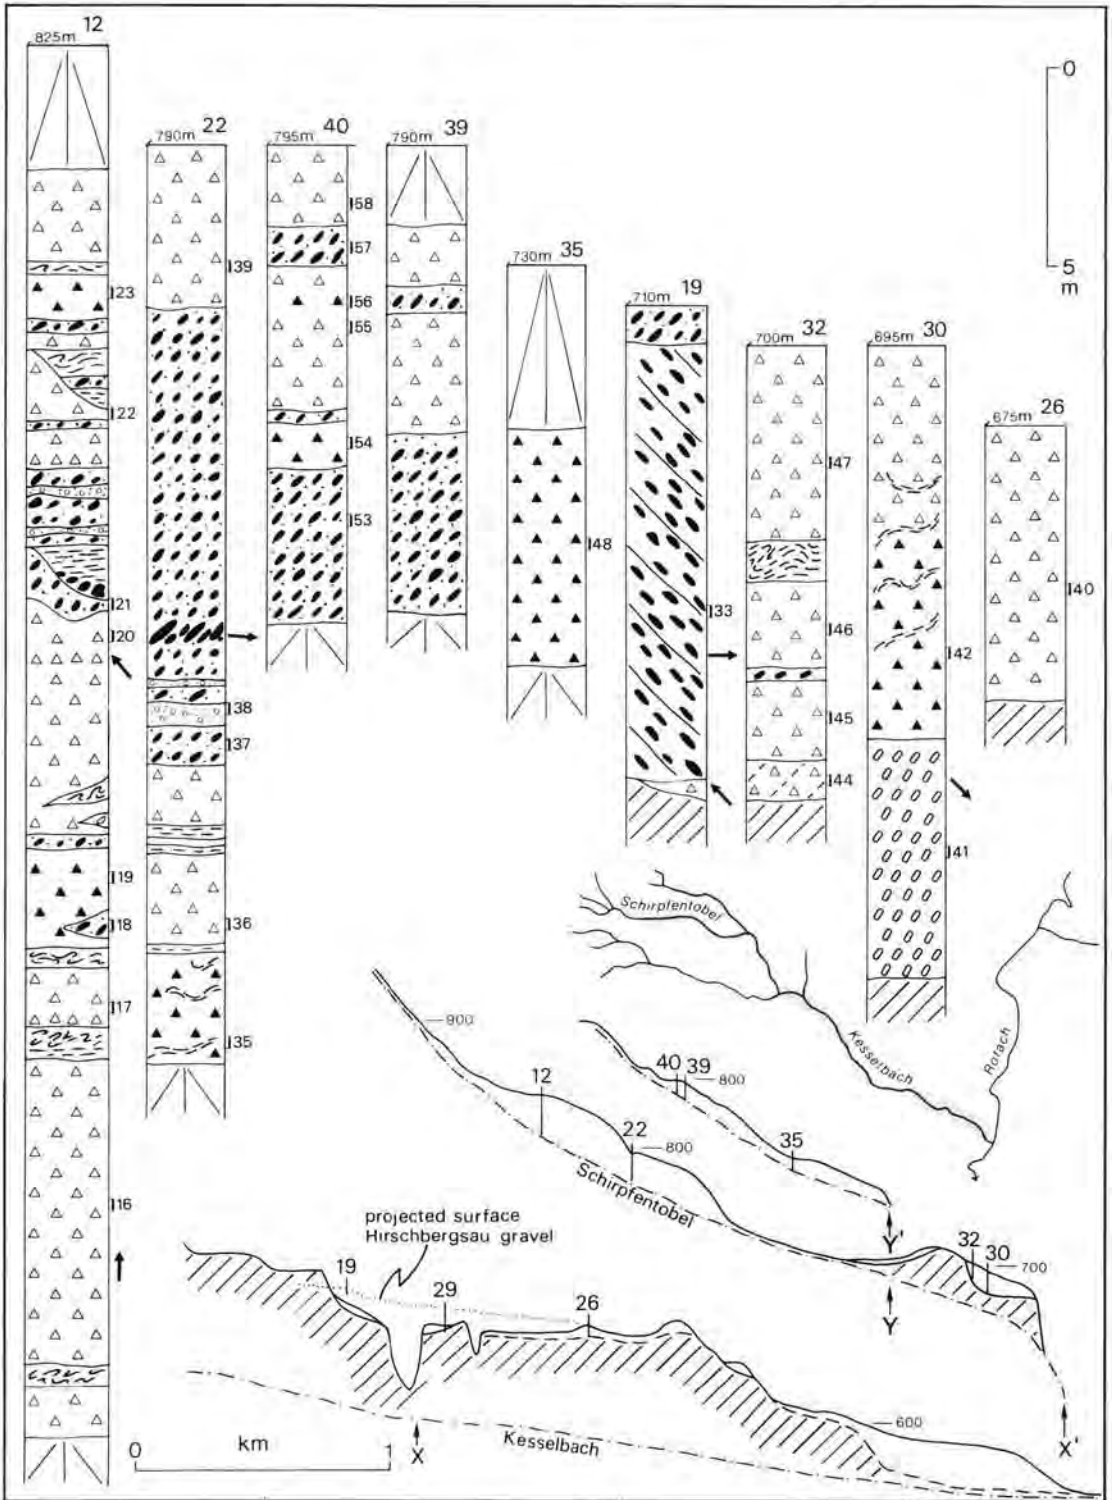 12
825m
23
22
21
20
19
18
17
16
22
790m
39
38
37
36
35
40
795m
58
57
56
55
54
53
39
790m
35
730m
48
19
710m
33
32
700m
47
46
45
44
30
695m
42
41
26
675m
40
0
5
m
Schirpfentobel
Kesselbach
Rotach
900
12
22
800
Schirpfentobel
40 39
800
35
Y'
Y
32
30
700
X'
projected surface
Hirschbergsau gravel
19
29
26
600
X
Kesselbach
0 km 1